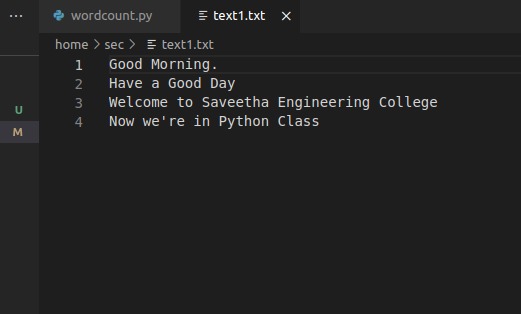 ... wordcount.py text1.txt ×
home > sec > text1.txt
1 Good Morning.
2 Have a Good Day
U 3 Welcome to Saveetha Engineering College
M 4 Now we're in Python Class